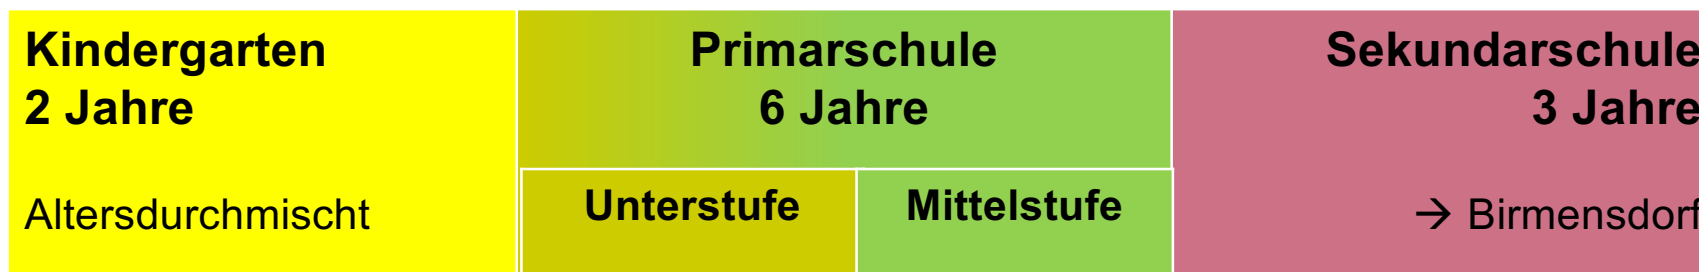 Kindergarten
2 Jahre
Altersdurchmischt
Primarschule
6 Jahre
Unterstufe
Mittelstufe
Sekundarschule
3 Jahre
→ Birmensdorf